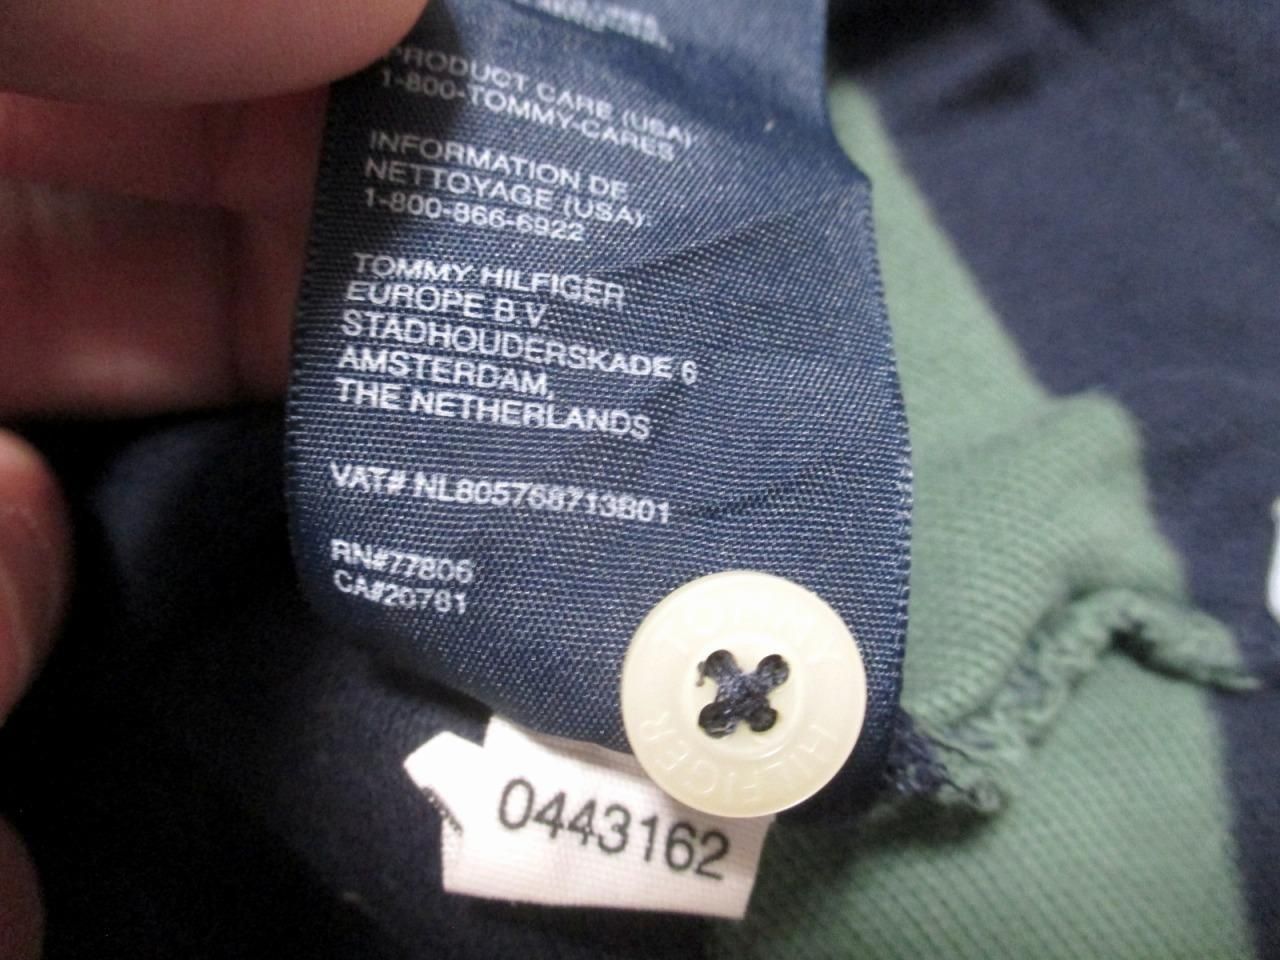 PRODUCT CARE (USA)
1-800-TOMMY-CARES
INFORMATION DE
NETTOYAGE (USA):
1-800-866-6922
TOMMY HILFIGER
EUROPE B.V.
STADHOUDERSKADE 6
AMSTERDAM,
THE NETHERLANDS
VAT# NL805768713B01
RN#77806
CA#20781
TOMMY
HILFIGER
0443162